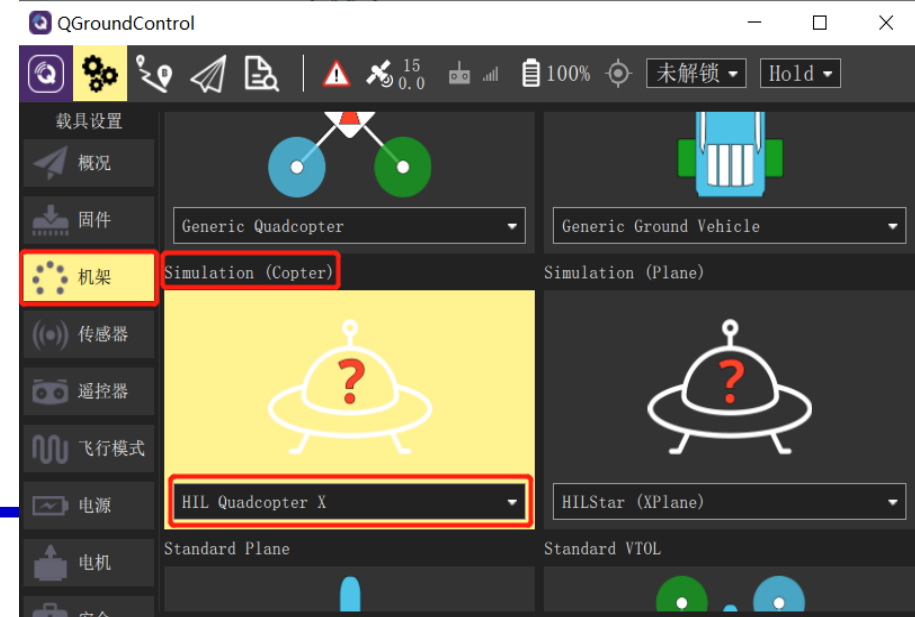 QGroundControl
15
0.0
100%
未解锁
Hold
载具设置
概况
固件
机架
传感器
遥控器
飞行模式
电源
电机
Generic Quadcopter
Generic Ground Vehicle
Simulation (Copter)
Simulation (Plane)
?
?
HIL Quadcopter X
HILStar (XPlane)
Standard Plane
Standard VTOL